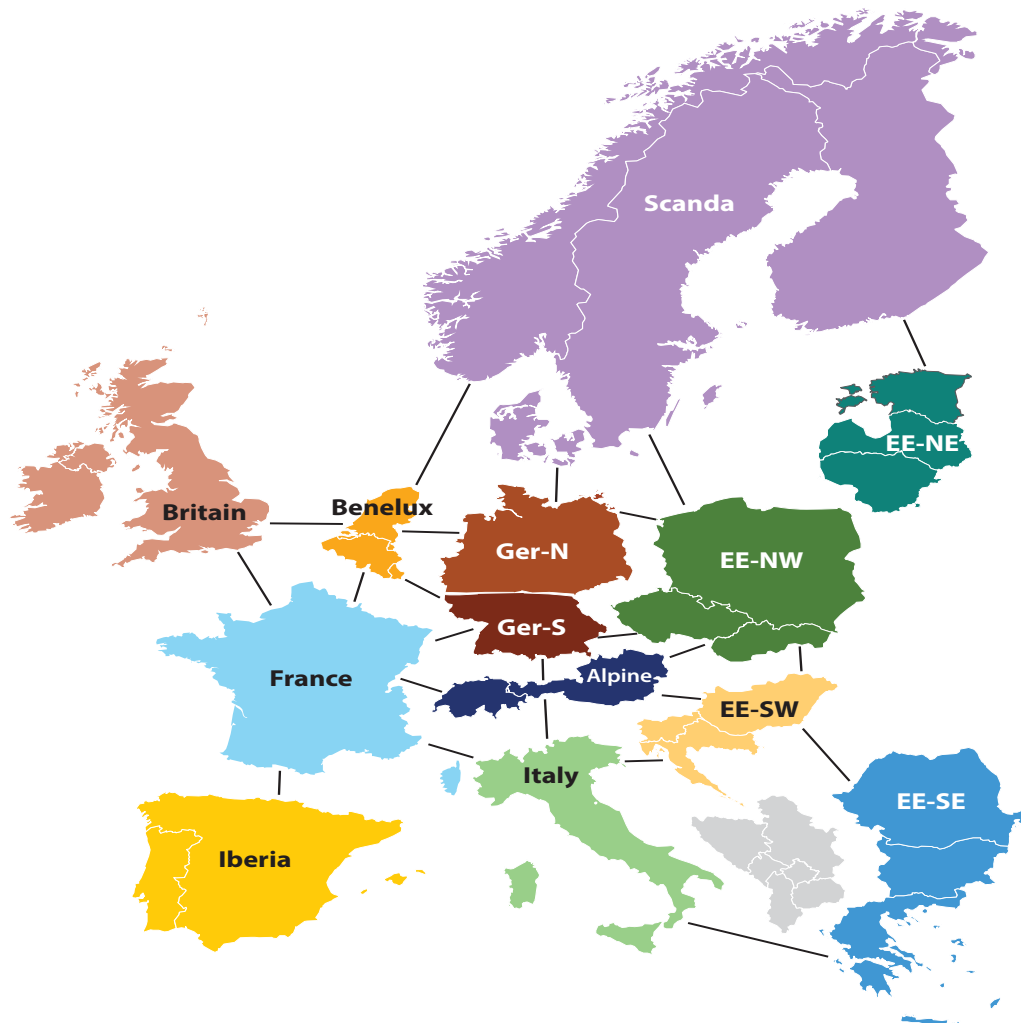 Scanda
EE-NE
Britain
Benelux
Ger-N
EE-NW
Ger-S
France
Alpine
EE-SW
Italy
EE-SE
Iberia